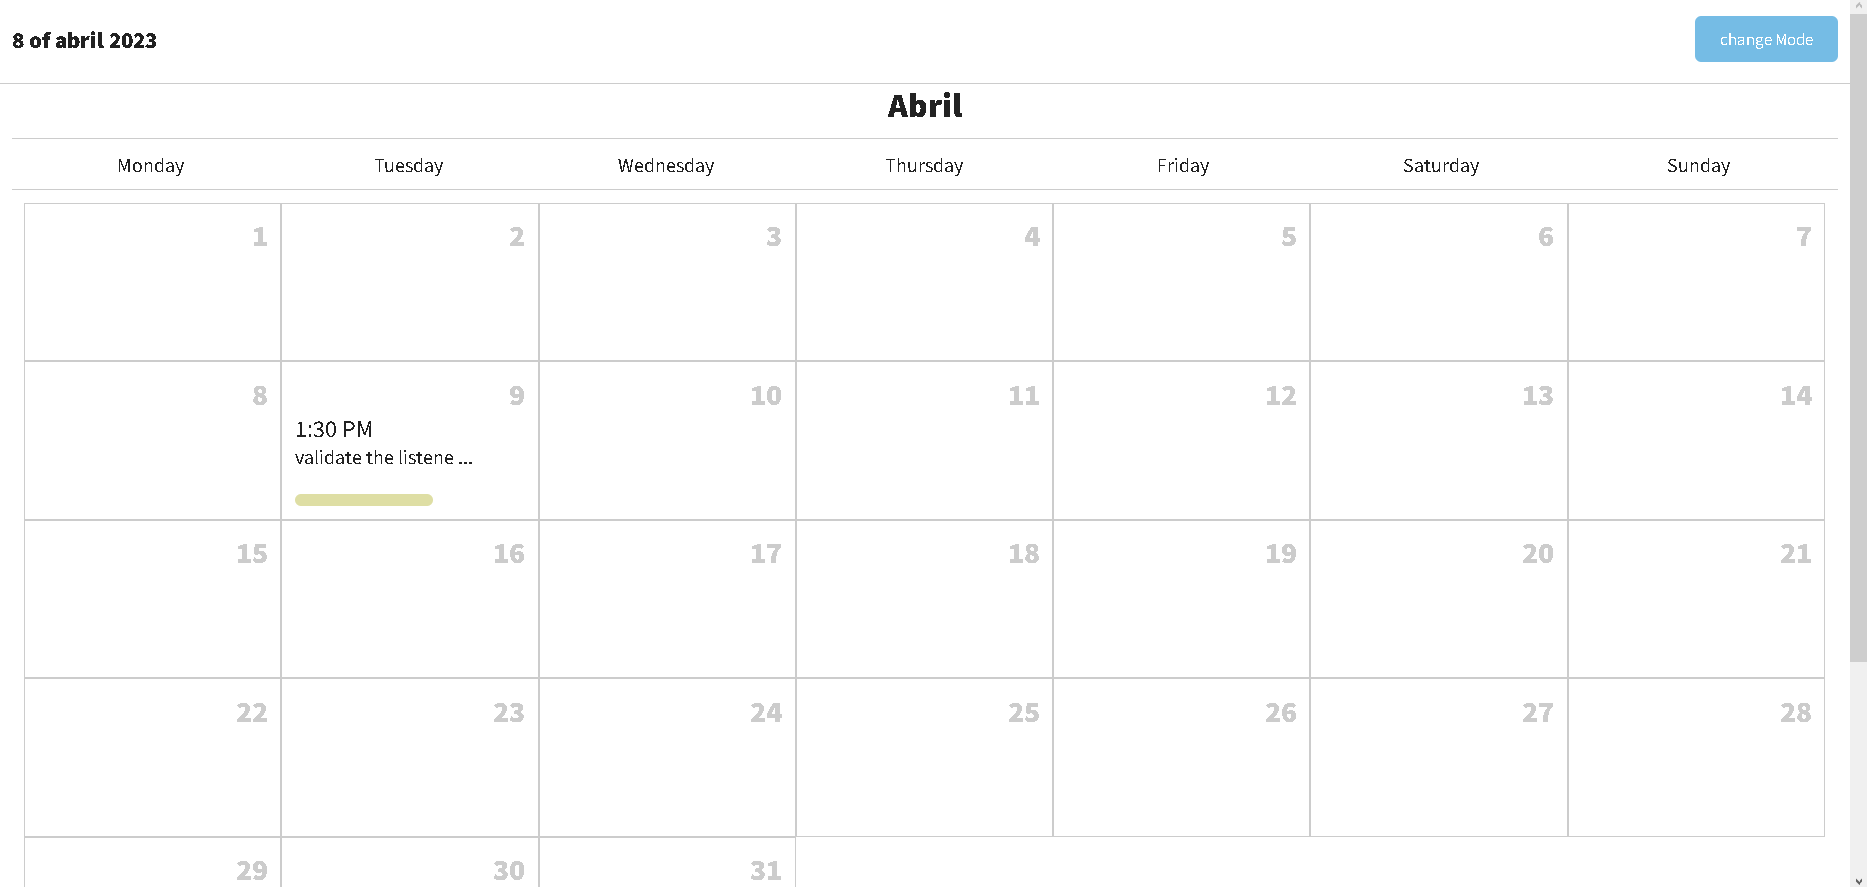 8 of abril 2023
change Mode
Abril
Monday Tuesday Wednesday Thursday Friday Saturday Sunday
1 2 3 4 5 6 7
8 9 10 11 12 13 14
1:30 PM
validate the listene ...
15 16 17 18 19 20 21
22 23 24 25 26 27 28
29 30 31